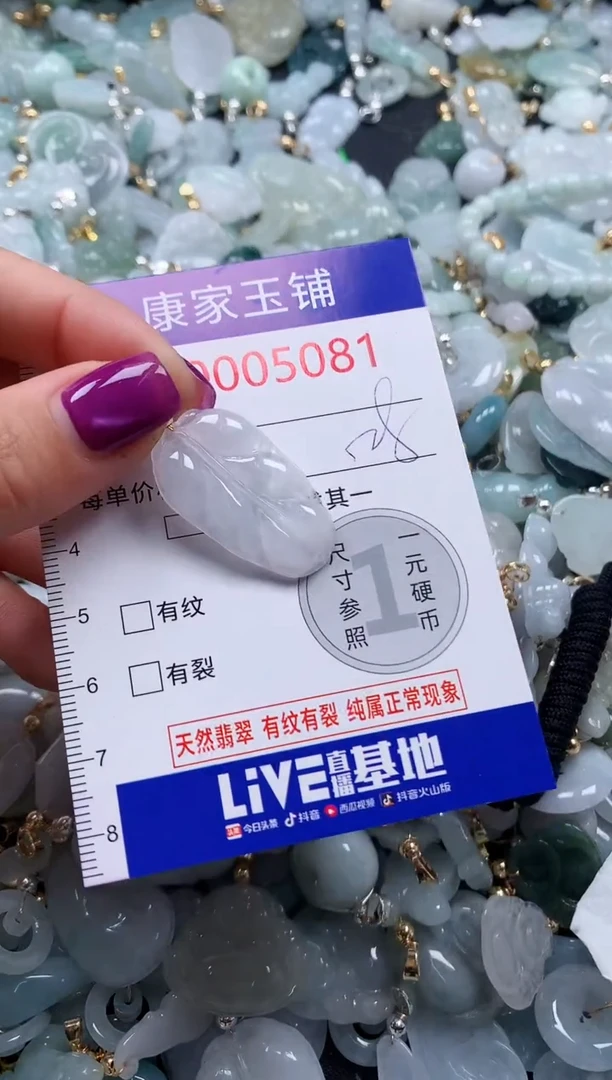 康家玉铺
0005081
每单价
其一
尺寸参照
1
一元硬币
4
5
6
7
8
有纹
有裂
天然翡翠 有纹有裂 纯属正常现象
LiVE直播基地
头条 今日头条 抖音 西瓜视频 抖音火山版